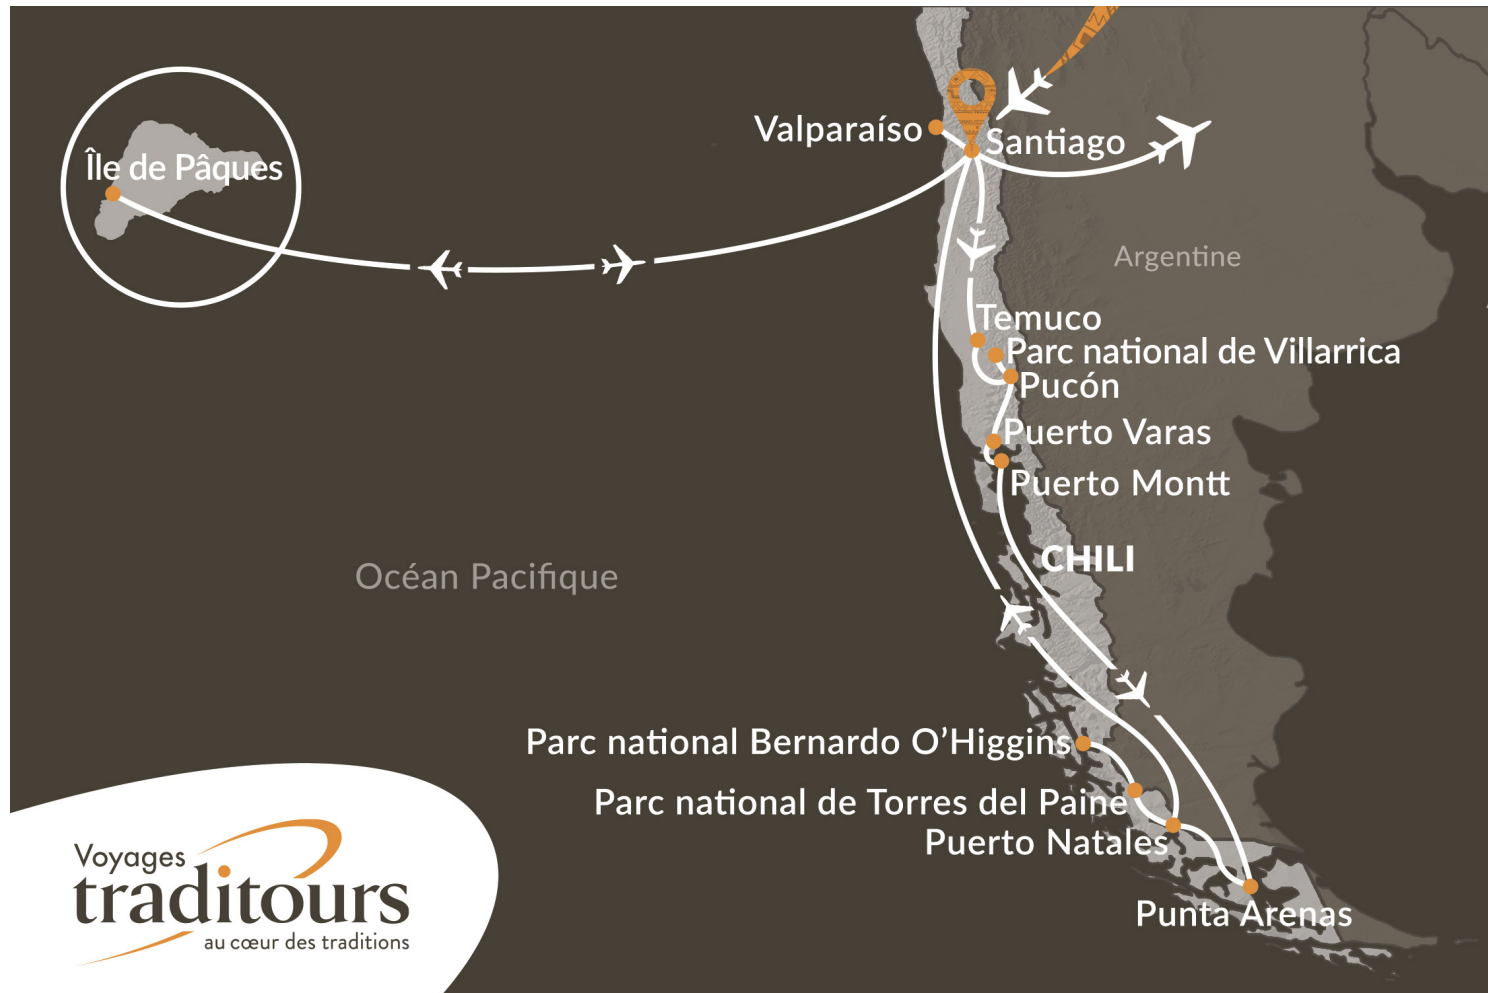 Valparaíso
Santiago
Île de Pâques
Argentine
Temuco
Parc national de Villarrica
Pucón
Puerto Varas
Puerto Montt
CHILI
Océan Pacifique
Parc national Bernardo O’Higgins
Parc national de Torres del Paine
Puerto Natales
Punta Arenas
Voyages
traditours
au cœur des traditions